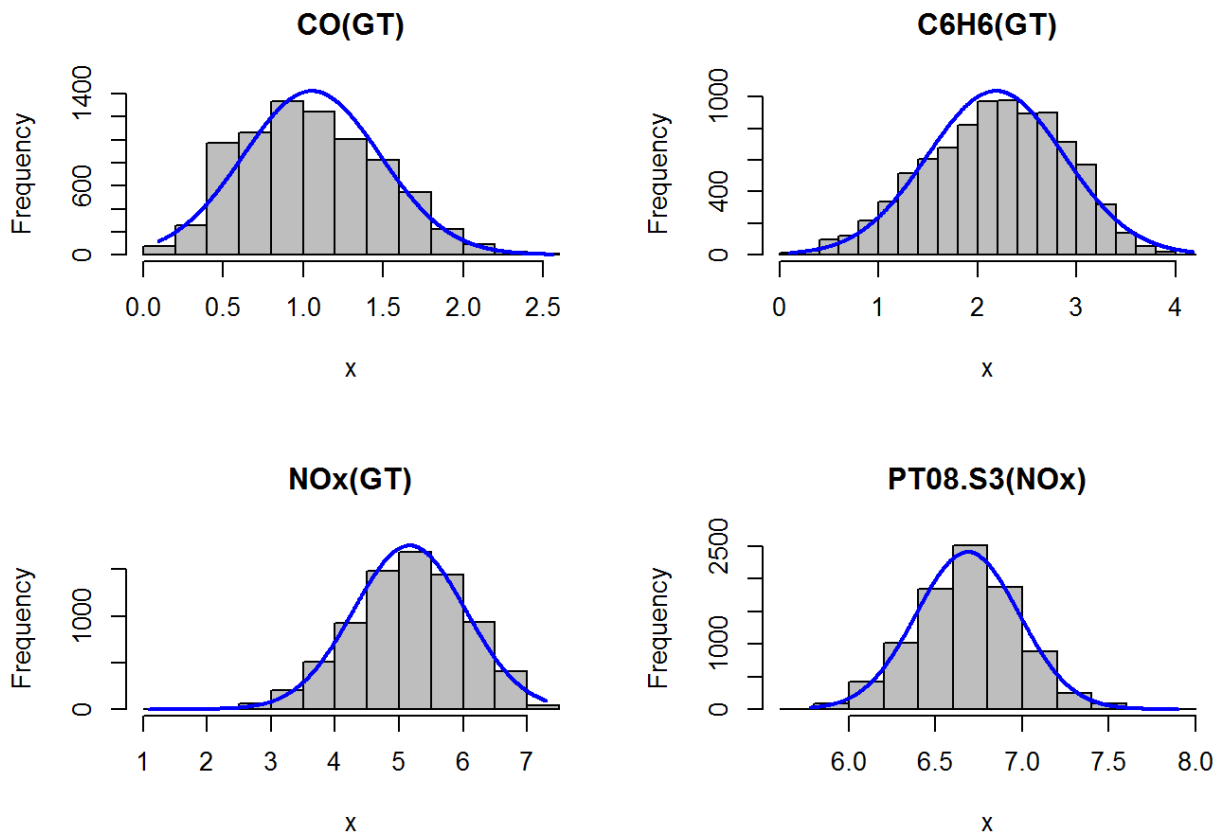 CO(GT)
Frequency
0 600 1400
0.0 0.5 1.0 1.5 2.0 2.5
x
C6H6(GT)
Frequency
0 400 1000
0 1 2 3 4
x
NOx(GT)
Frequency
0 1000
1 2 3 4 5 6 7
x
PT08.S3(NOx)
Frequency
0 1000 2500
6.0 6.5 7.0 7.5 8.0
x